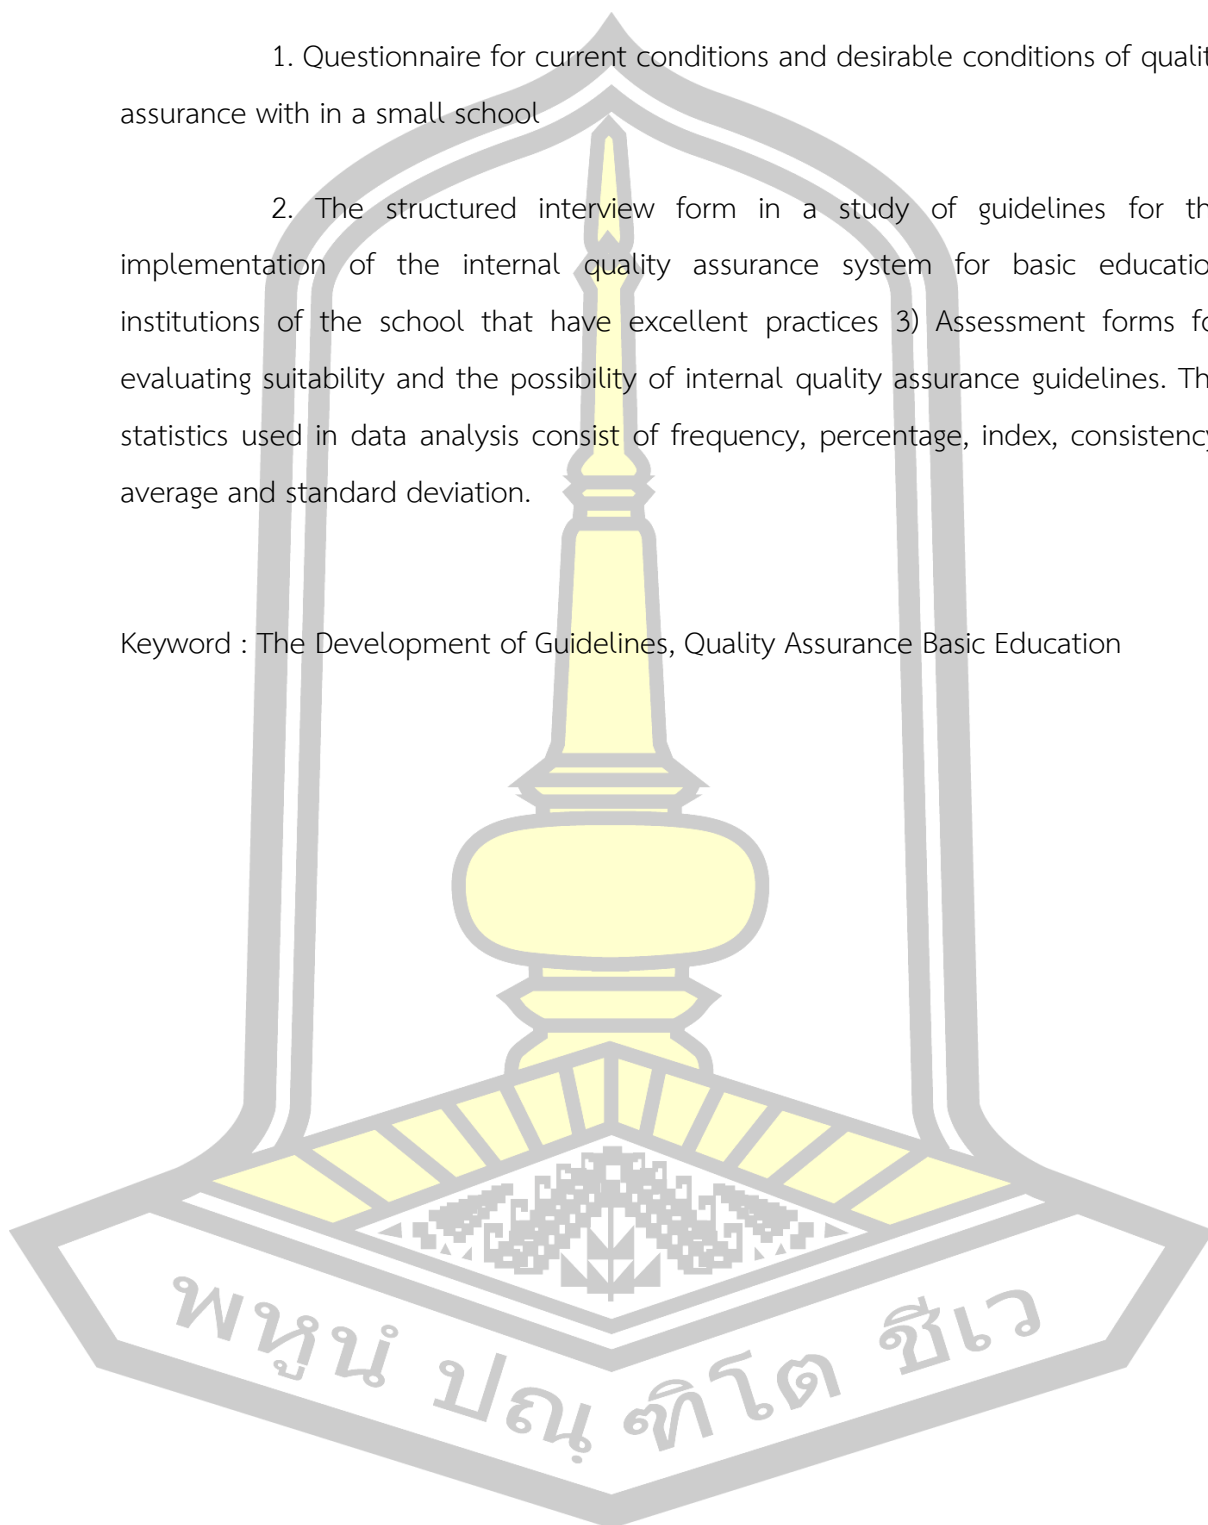 1. Questionnaire for current conditions and desirable conditions of qualit
assurance with in a small school
2. The structured interview form in a study of guidelines for th
implementation of the internal quality assurance system for basic educatio
institutions of the school that have excellent practices 3) Assessment forms fo
evaluating suitability and the possibility of internal quality assurance guidelines. Th
statistics used in data analysis consist of frequency, percentage, index, consistency
average and standard deviation.
Keyword : The Development of Guidelines, Quality Assurance Basic Education
พหูนํ ปณฺ ฑิโต ชีเว